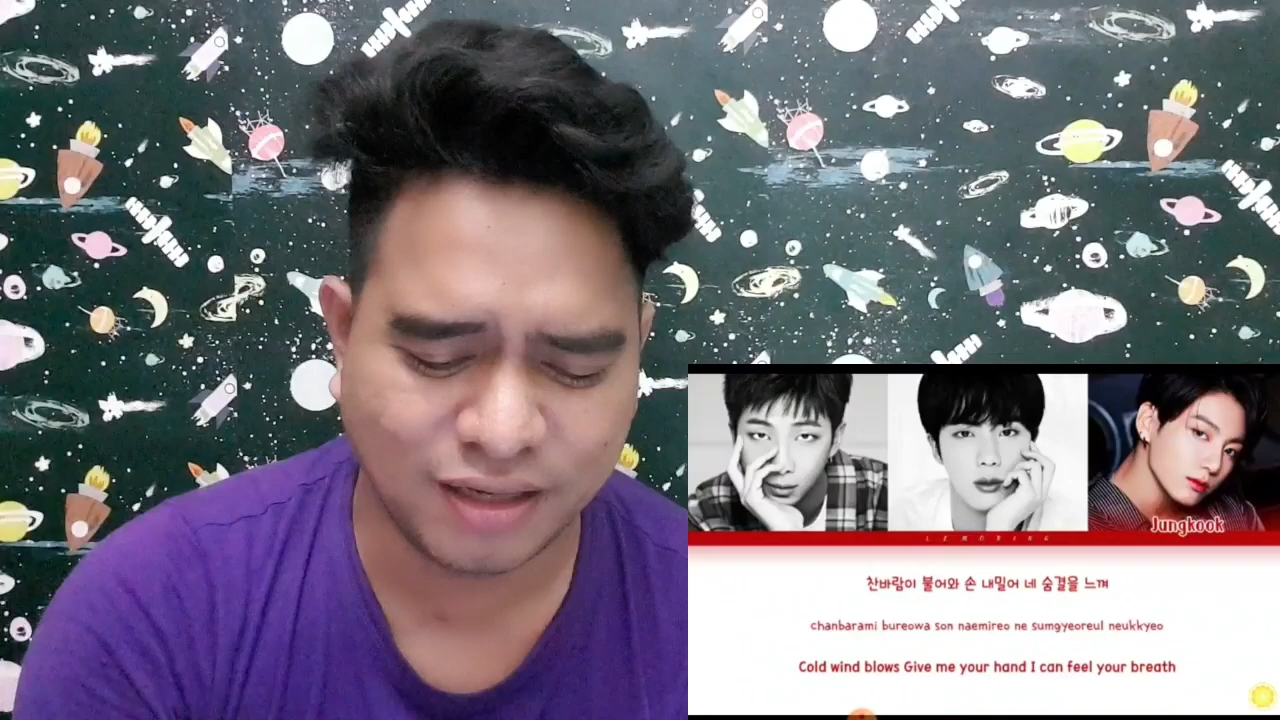 Jungkook
LEMORING
찬바람이 불어와 손 내밀어 네 숨결을 느껴
chanbarami bureowa son naemireo ne sumgyeoreul neukkyeo
Cold wind blows Give me your hand I can feel your breath